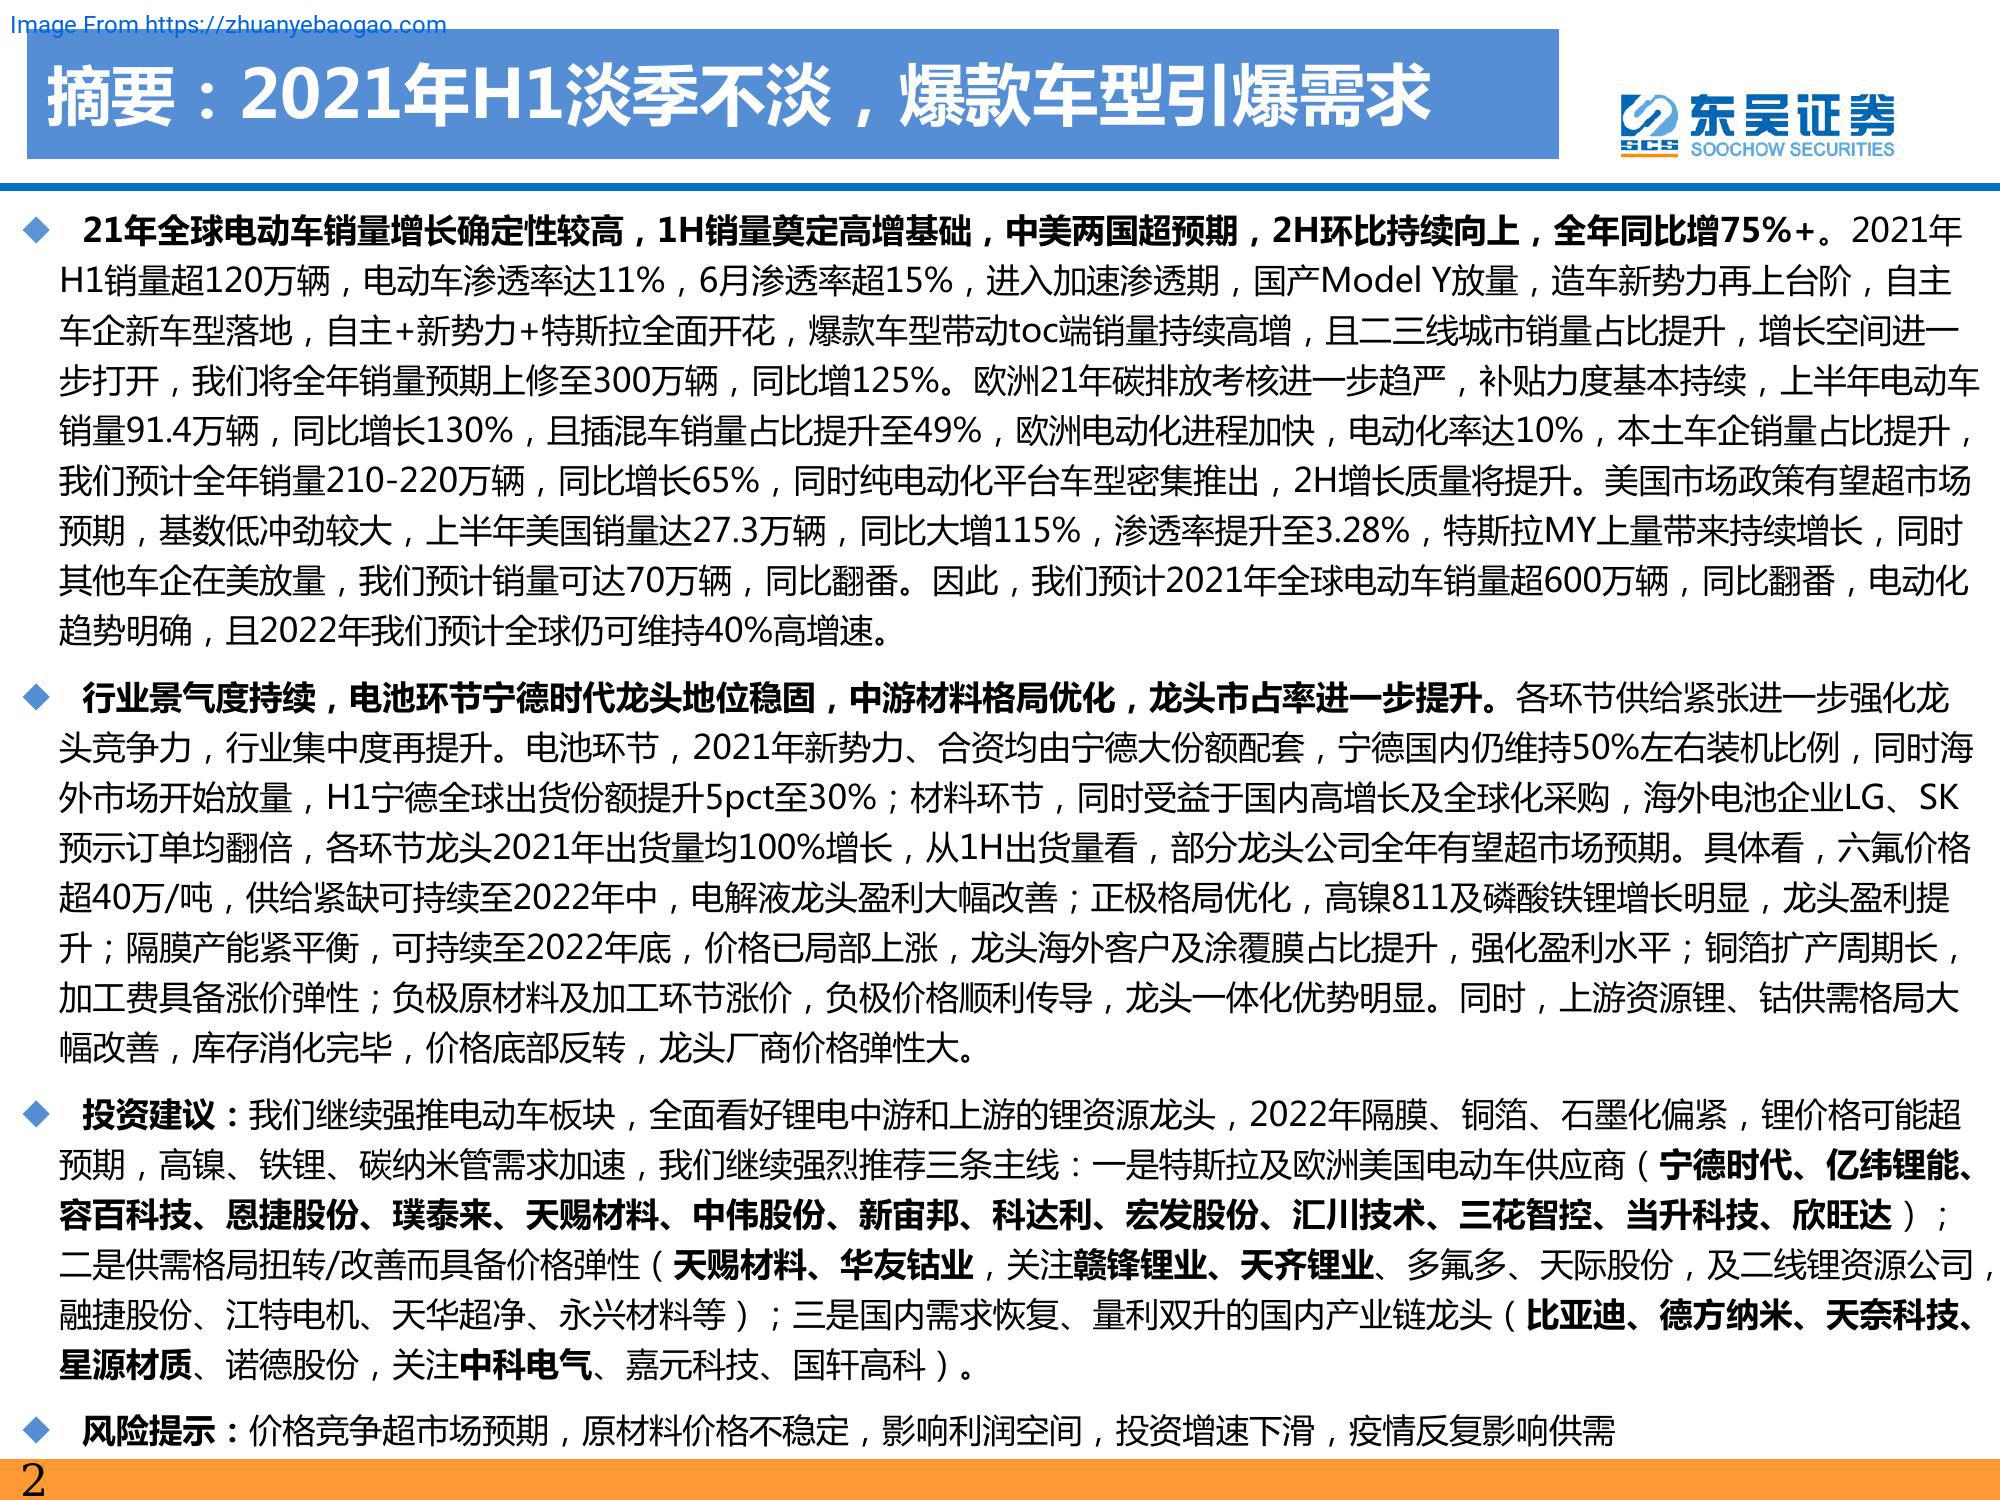 Image From https://zhuanyebaogao.com
摘要：2021年H1淡季不淡，爆款车型引爆需求
东吴证券
SCS
SOOCHOW SECURITIES
21年全球电动车销量增长确定性较高，1H销量奠定高增基础，中美两国超预期，2H环比持续向上，全年同比增75%+。2021年
H1销量超120万辆，电动车渗透率达11%，6月渗透率超15%，进入加速渗透期，国产Model Y放量，造车新势力再上台阶，自主
车企新车型落地，自主+新势力+特斯拉全面开花，爆款车型带动toc端销量持续高增，且二三线城市销量占比提升，增长空间进一
步打开，我们将全年销量预期上修至300万辆，同比增125%。欧洲21年碳排放考核进一步趋严，补贴力度基本持续，上半年电动车
销量91.4万辆，同比增长130%，且插混车销量占比提升至49%，欧洲电动化进程加快，电动化率达10%，本土车企销量占比提升，
我们预计全年销量210-220万辆，同比增长65%，同时纯电动化平台车型密集推出，2H增长质量将提升。美国市场政策有望超市场
预期，基数低冲劲较大，上半年美国销量达27.3万辆，同比大增115%，渗透率提升至3.28%，特斯拉MY上量带来持续增长，同时
其他车企在美放量，我们预计销量可达70万辆，同比翻番。因此，我们预计2021年全球电动车销量超600万辆，同比翻番，电动化
趋势明确，且2022年我们预计全球仍可维持40%高增速。
行业景气度持续，电池环节宁德时代龙头地位稳固，中游材料格局优化，龙头市占率进一步提升。各环节供给紧张进一步强化龙
头竞争力，行业集中度再提升。电池环节，2021年新势力、合资均由宁德大份额配套，宁德国内仍维持50%左右装机比例，同时海
外市场开始放量，H1宁德全球出货份额提升5pct至30%；材料环节，同时受益于国内高增长及全球化采购，海外电池企业LG、SK
预示订单均翻倍，各环节龙头2021年出货量均100%增长，从1H出货量看，部分龙头公司全年有望超市场预期。具体看，六氟价格
超40万/吨，供给紧缺可持续至2022年中，电解液龙头盈利大幅改善；正极格局优化，高镍811及磷酸铁锂增长明显，龙头盈利提
升；隔膜产能紧平衡，可持续至2022年底，价格已局部上涨，龙头海外客户及涂覆膜占比提升，强化盈利水平；铜箔扩产周期长，
加工费具备涨价弹性；负极原材料及加工环节涨价，负极价格顺利传导，龙头一体化优势明显。同时，上游资源锂、钴供需格局大
幅改善，库存消化完毕，价格底部反转，龙头厂商价格弹性大。
投资建议：我们继续强推电动车板块，全面看好锂电中游和上游的锂资源龙头，2022年隔膜、铜箔、石墨化偏紧，锂价格可能超
预期，高镍、铁锂、碳纳米管需求加速，我们继续强烈推荐三条主线：一是特斯拉及欧洲美国电动车供应商（宁德时代、亿纬锂能、
容百科技、恩捷股份、璞泰来、天赐材料、中伟股份、新宙邦、科达利、宏发股份、汇川技术、三花智控、当升科技、欣旺达）；
二是供需格局扭转/改善而具备价格弹性（天赐材料、华友钴业，关注赣锋锂业、天齐锂业、多氟多、天际股份，及二线锂资源公司，
融捷股份、江特电机、天华超净、永兴材料等）；三是国内需求恢复、量利双升的国内产业链龙头（比亚迪、德方纳米、天奈科技、
星源材质、诺德股份，关注中科电气、嘉元科技、国轩高科）。
风险提示：价格竞争超市场预期，原材料价格不稳定，影响利润空间，投资增速下滑，疫情反复影响供需
2